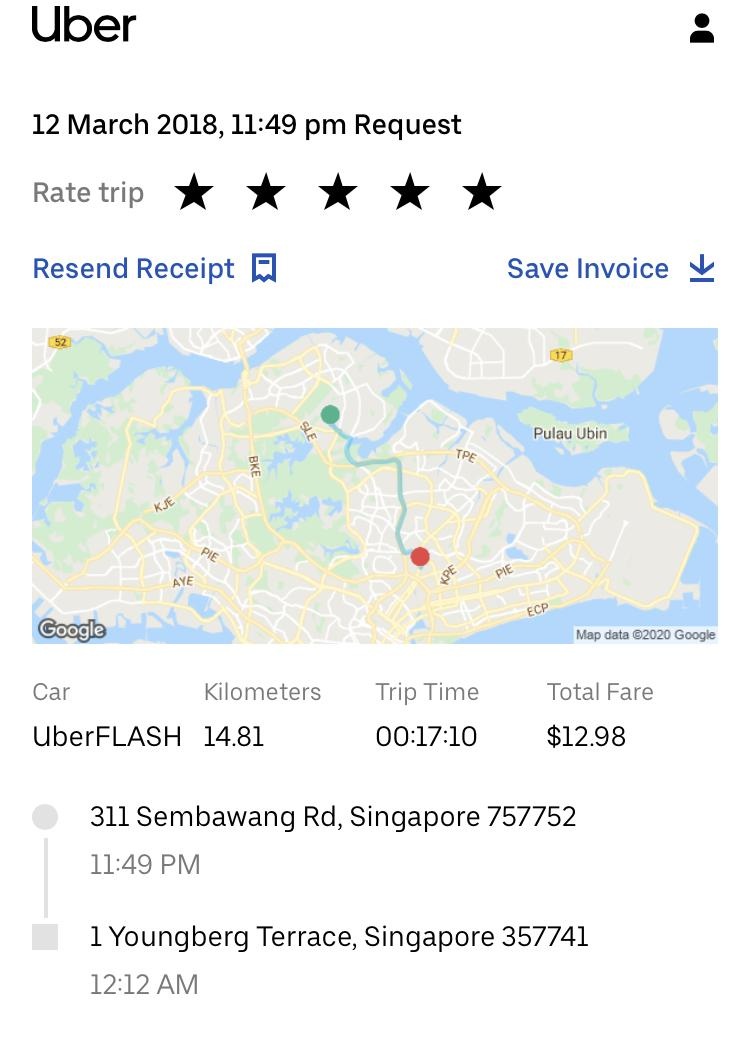 Uber
12 March 2018, 11:49 pm Request
Rate trip
Resend Receipt Save Invoice
52
17
Pulau Ubin
SLE
TPE
BKE
KJE
PIE
AYE
KPE
PIE
ECP
Google
Map data ©2020 Google
Car Kilometers Trip Time Total Fare
UberFLASH 14.81 00:17:10 $12.98
311 Sembawang Rd, Singapore 757752
11:49 PM
1 Youngberg Terrace, Singapore 357741
12:12 AM